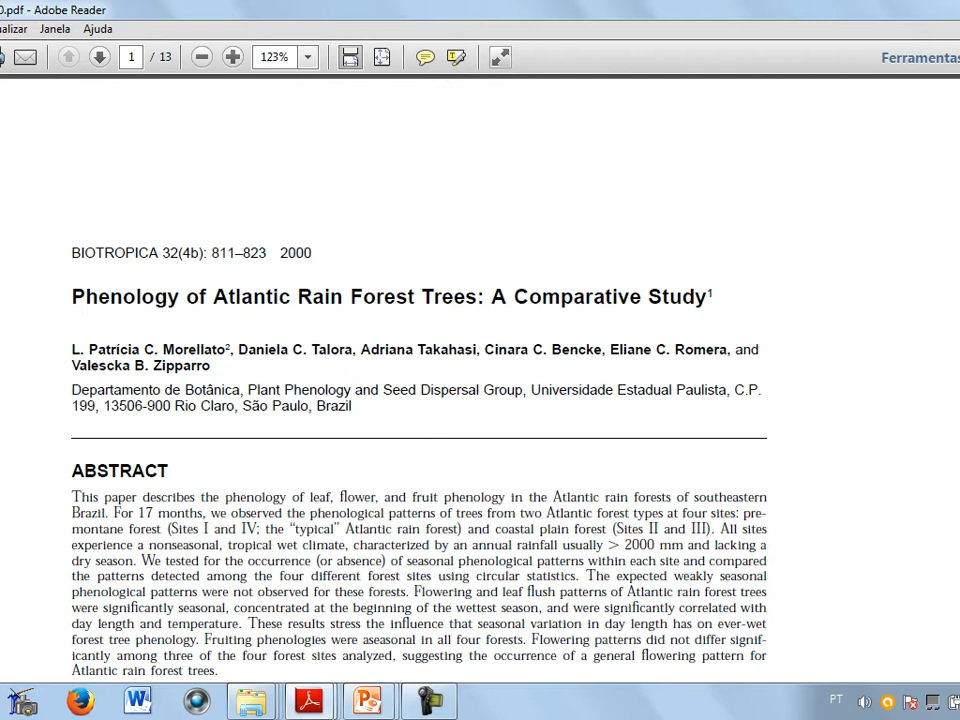 0.pdf - Adobe Reader
ualizar Janela Ajuda
1 / 13 123% Ferramentas
BIOTROPICA 32(4b): 811–823 2000
Phenology of Atlantic Rain Forest Trees: A Comparative Study¹
L. Patrícia C. Morellato², Daniela C. Talora, Adriana Takahasi, Cinara C. Bencke, Eliane C. Romera, and
Valescka B. Zipparro
Departamento de Botânica, Plant Phenology and Seed Dispersal Group, Universidade Estadual Paulista, C.P.
199, 13506-900 Rio Claro, São Paulo, Brazil
ABSTRACT
This paper describes the phenology of leaf, flower, and fruit phenology in the Atlantic rain forests of southeastern
Brazil. For 17 months, we observed the phenological patterns of trees from two Atlantic forest types at four sites: pre-
montane forest (Sites I and IV; the “typical” Atlantic rain forest) and coastal plain forest (Sites II and III). All sites
experience a nonseasonal, tropical wet climate, characterized by an annual rainfall usually > 2000 mm and lacking a
dry season. We tested for the occurrence (or absence) of seasonal phenological patterns within each site and compared
the patterns detected among the four different forest sites using circular statistics. The expected weakly seasonal
phenological patterns were not observed for these forests. Flowering and leaf flush patterns of Atlantic rain forest trees
were significantly seasonal, concentrated at the beginning of the wettest season, and were significantly correlated with
day length and temperature. These results stress the influence that seasonal variation in day length has on ever-wet
forest tree phenology. Fruiting phenologies were aseasonal in all four forests. Flowering patterns did not differ signif-
icantly among three of the four forest sites analyzed, suggesting the occurrence of a general flowering pattern for
Atlantic rain forest trees.
PT